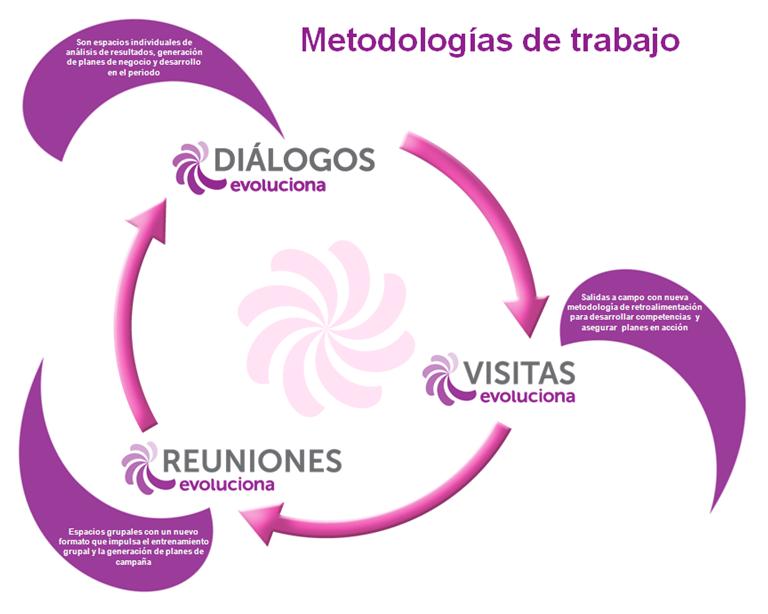 Metodologías de trabajo
Son espacios individuales de
análisis de resultados, generación
de planes de negocio y desarrollo
en el periodo
DIÁLOGOS
evoluciona
Salidas a campo con nueva
metodología de retroalimentación
para desarrollar competencias y
asegurar planes en acción
VISITAS
evoluciona
REUNIONES
evoluciona
Espacios grupales con un nuevo
formato que impulsa el entrenamiento
grupal y la generación de planes de
campaña